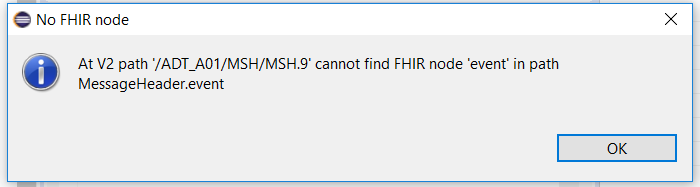 No FHIR node
At V2 path '/ADT_A01/MSH/MSH.9' cannot find FHIR node 'event' in path
MessageHeader.event
OK